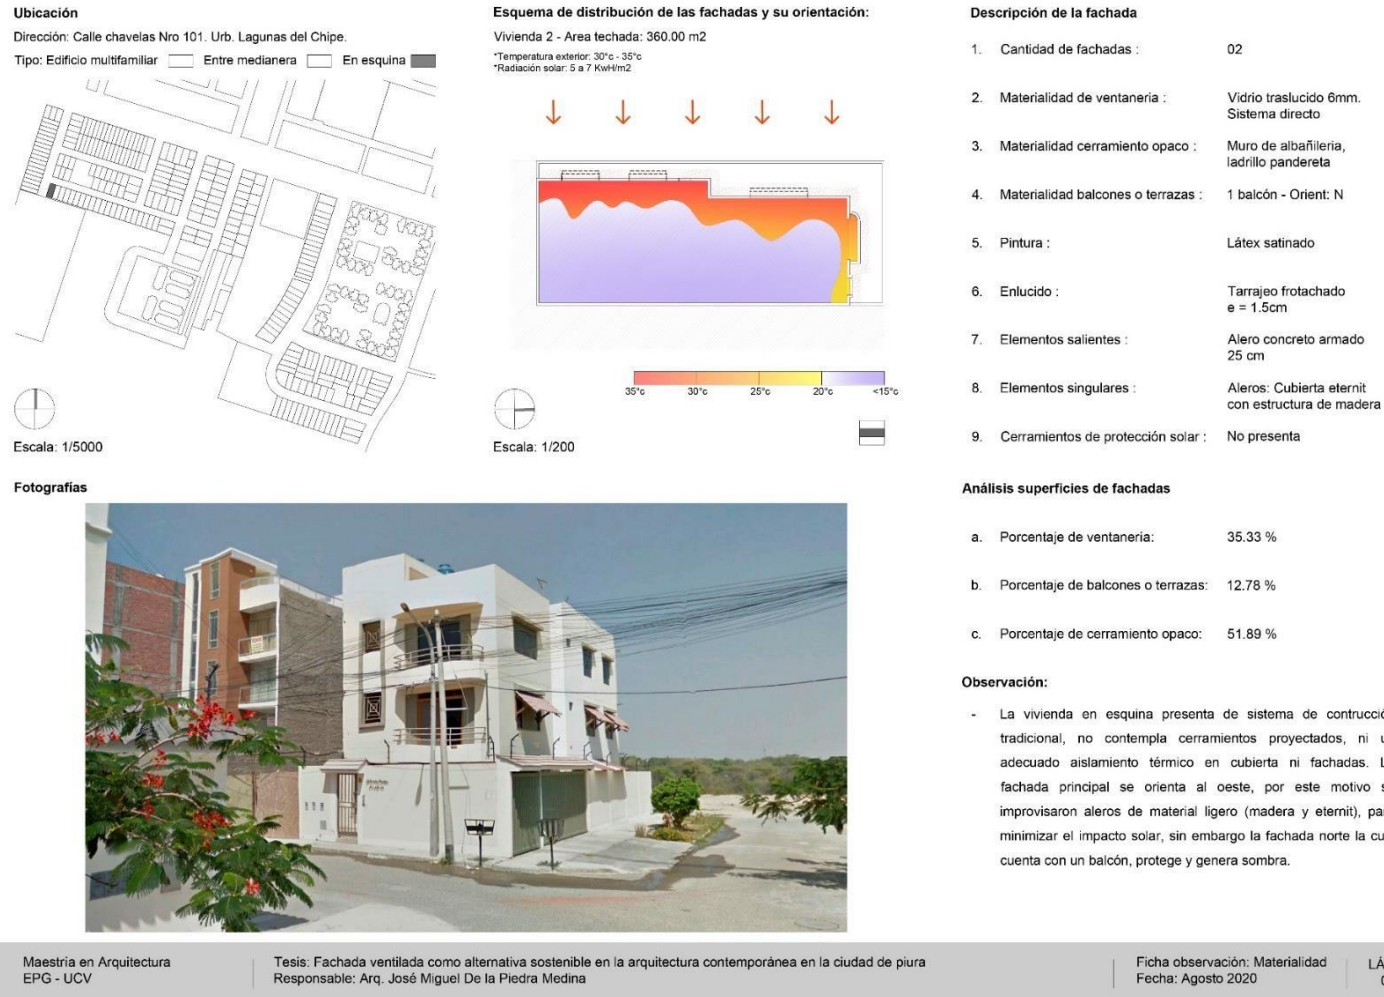 Ubicación
Dirección: Calle chavelas Nro 101. Urb. Lagunas del Chipe.
Tipo: Edificio multifamiliar Entre medianera En esquina
Escala: 1/5000
Esquema de distribución de las fachadas y su orientación:
Vivienda 2 - Area techada: 360.00 m2
*Temperatura exterior: 30°c - 35°c
*Radiación solar: 5 a 7 KwH/m2
35°c 30°c 25°c 20°c <15°c
Escala: 1/200
Descripción de la fachada
1. Cantidad de fachadas : 02
2. Materialidad de ventaneria : Vidrio traslucido 6mm.
Sistema directo
3. Materialidad cerramiento opaco : Muro de albañileria,
ladrillo pandereta
4. Materialidad balcones o terrazas : 1 balcón - Orient: N
5. Pintura : Látex satinado
6. Enlucido : Tarrajeo frotachado
e = 1.5cm
7. Elementos salientes : Alero concreto armado
25 cm
8. Elementos singulares : Aleros: Cubierta eternit
con estructura de madera
9. Cerramientos de protección solar : No presenta
Fotografías
Análisis superficies de fachadas
a. Porcentaje de ventaneria: 35.33 %
b. Porcentaje de balcones o terrazas: 12.78 %
c. Porcentaje de cerramiento opaco: 51.89 %
Observación:
- La vivienda en esquina presenta de sistema de contrucció
tradicional, no contempla cerramientos proyectados, ni u
adecuado aislamiento térmico en cubierta ni fachadas. L
fachada principal se orienta al oeste, por este motivo s
improvisaron aleros de material ligero (madera y eternit), par
minimizar el impacto solar, sin embargo la fachada norte la cu
cuenta con un balcón, protege y genera sombra.
Maestria en Arquitectura
EPG - UCV
Tesis: Fachada ventilada como alternativa sostenible en la arquitectura contemporánea en la ciudad de piura
Responsable: Arq. José Miguel De la Piedra Medina
Ficha observación: Materialidad
Fecha: Agosto 2020
LÁ